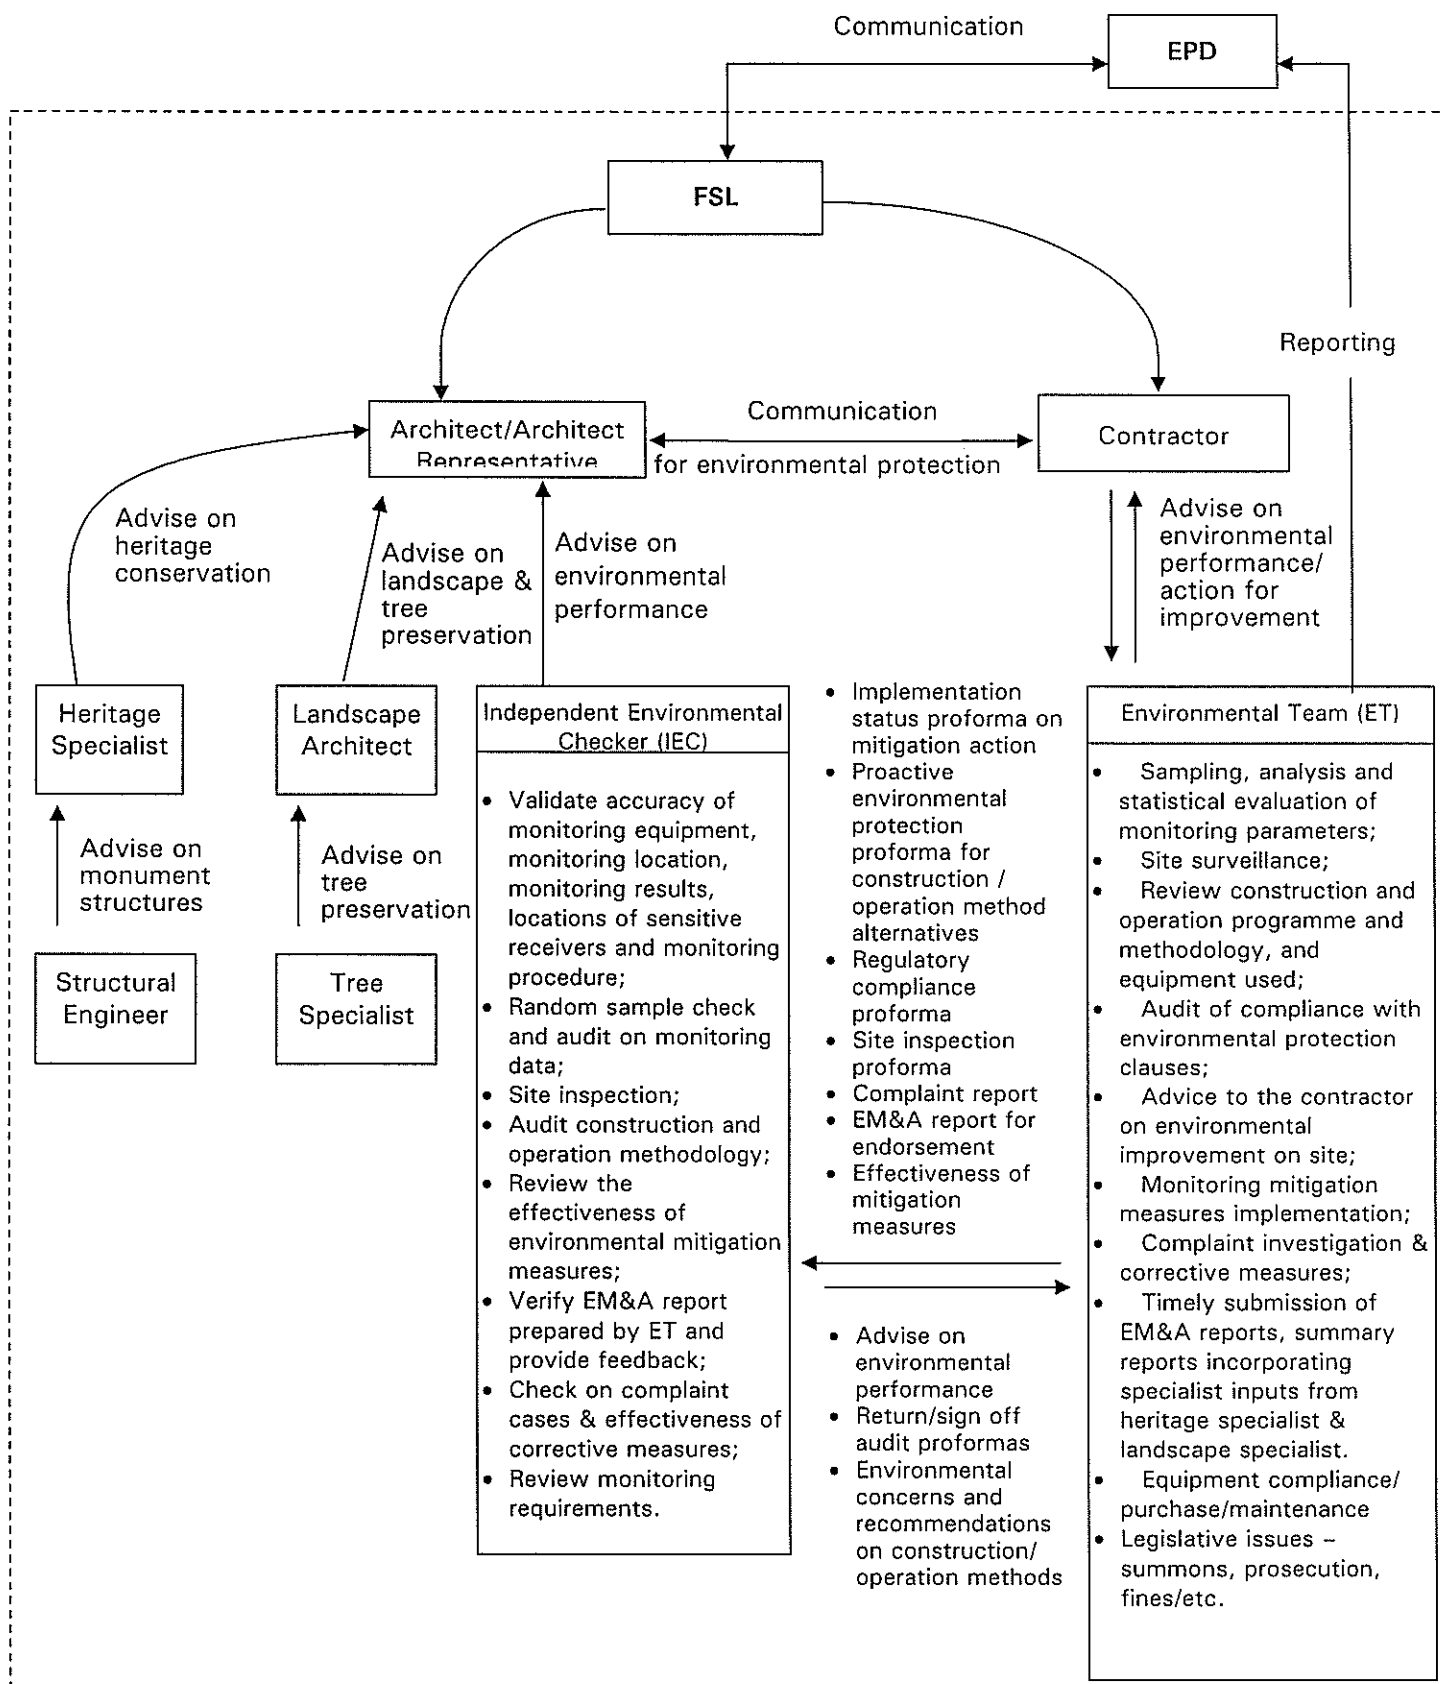 Communication
EPD
FSL
Reporting
Architect/Architect
Representative
Communication
for environmental protection
Contractor
Advise on
heritage
conservation
Advise on
landscape &
tree
preservation
Advise on
environmental
performance
Advise on
environmental
performance/
action for
improvement
Heritage
Specialist
Landscape
Architect
Advise on
monument
structures
Advise on
tree
preservation
Structural
Engineer
Tree
Specialist
Independent Environmental
Checker (IEC)
• Validate accuracy of
monitoring equipment,
monitoring location,
monitoring results,
locations of sensitive
receivers and monitoring
procedure;
• Random sample check
and audit on monitoring
data;
• Site inspection;
• Audit construction and
operation methodology;
• Review the
effectiveness of
environmental mitigation
measures;
• Verify EM&A report
prepared by ET and
provide feedback;
• Check on complaint
cases & effectiveness of
corrective measures;
• Review monitoring
requirements.
• Implementation
status proforma on
mitigation action
• Proactive
environmental
protection
proforma for
construction /
operation method
alternatives
• Regulatory
compliance
proforma
• Site inspection
proforma
• Complaint report
• EM&A report for
endorsement
• Effectiveness of
mitigation
measures
• Advise on
environmental
performance
• Return/sign off
audit proformas
• Environmental
concerns and
recommendations
on construction/
operation methods
Environmental Team (ET)
• Sampling, analysis and
statistical evaluation of
monitoring parameters;
• Site surveillance;
• Review construction and
operation programme and
methodology, and
equipment used;
• Audit of compliance with
environmental protection
clauses;
• Advice to the contractor
on environmental
improvement on site;
• Monitoring mitigation
measures implementation;
• Complaint investigation &
corrective measures;
• Timely submission of
EM&A reports, summary
reports incorporating
specialist inputs from
heritage specialist &
landscape specialist.
• Equipment compliance/
purchase/maintenance
• Legislative issues –
summons, prosecution,
fines/etc.